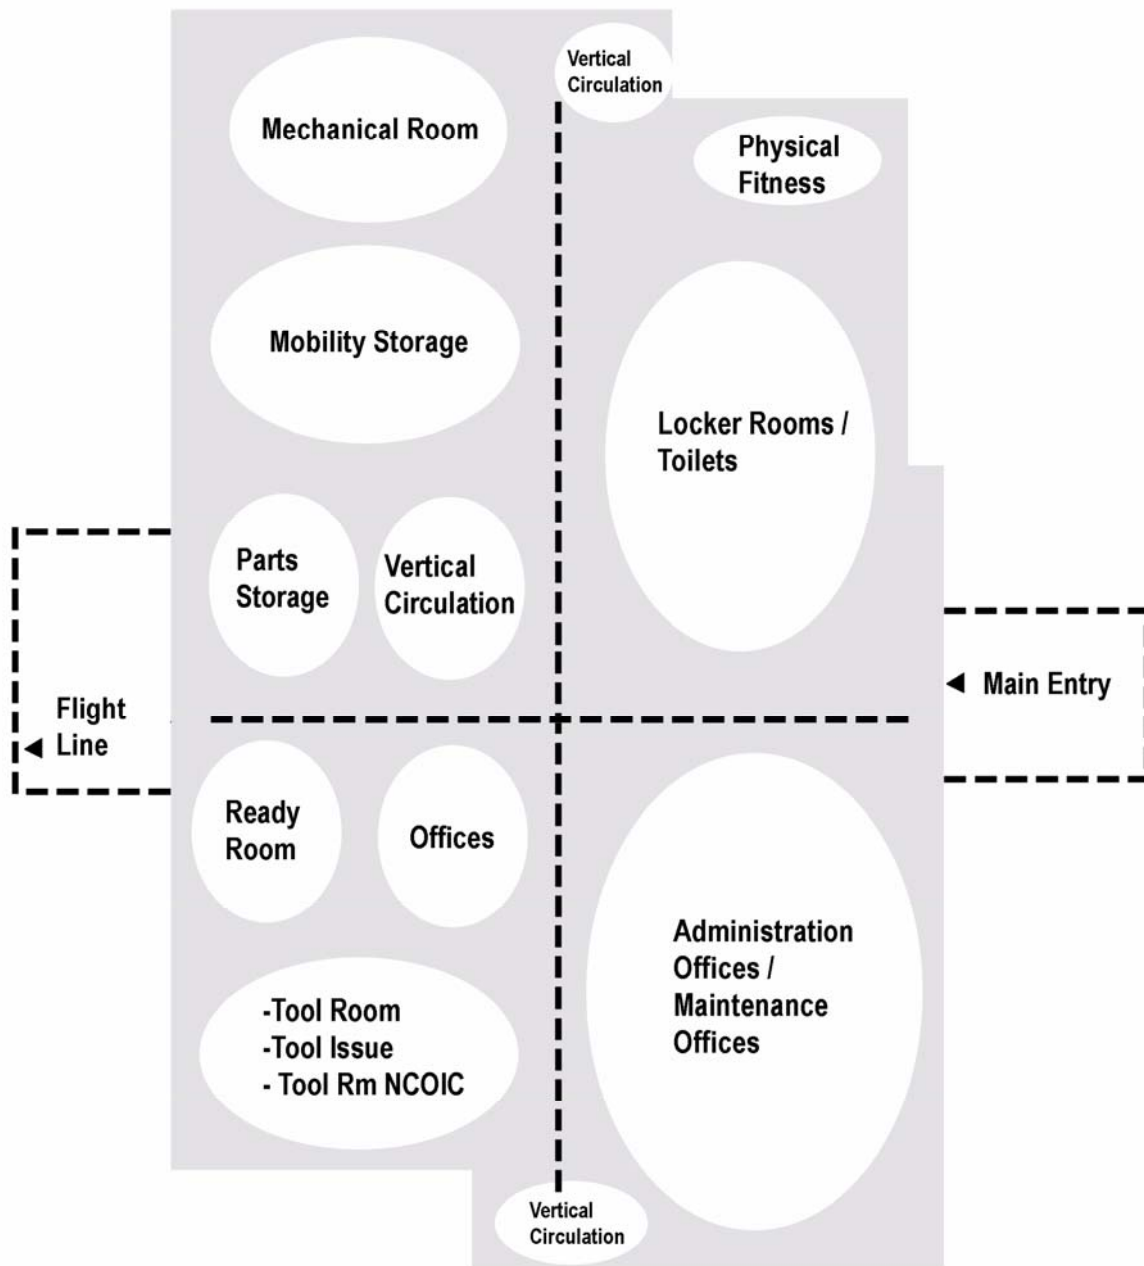 Vertical
Circulation
Mechanical Room
Physical
Fitness
Mobility Storage
Locker Rooms /
Toilets
Parts
Storage
Vertical
Circulation
Main Entry
Flight
Line
Ready
Room
Offices
Administration
Offices /
Maintenance
Offices
-Tool Room
-Tool Issue
- Tool Rm NCOIC
Vertical
Circulation